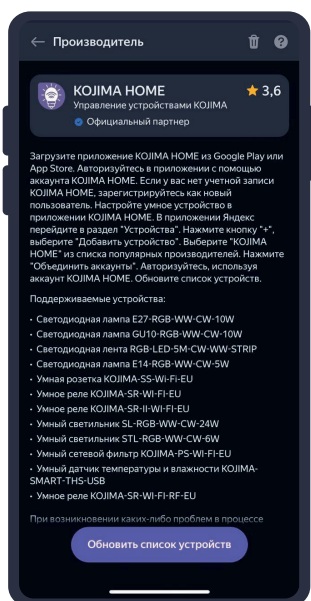 ← Производитель
KOJIMA HOME
3,6
Управление устройствами KOJIMA
Официальный партнер
Загрузите приложение KOJIMA HOME из Google Play или
App Store. Авторизуйтесь в приложении с помощью
аккаунта KOJIMA HOME. Если у вас нет учетной записи
KOJIMA HOME, зарегистрируйтесь как новый
пользователь. Настройте умное устройство в
приложении KOJIMA HOME. В приложении Яндекс
перейдите в раздел "Устройства". Нажмите кнопку "+",
выберите "Добавить устройство". Выберите "KOJIMA
HOME" из списка популярных производителей. Нажмите
"Объединить аккаунты". Авторизуйтесь, используя
аккаунт KOJIMA HOME. Обновите список устройств.
Поддерживаемые устройства:
• Светодиодная лампа E27-RGB-WW-CW-10W
• Светодиодная лампа GU10-RGB-WW-CW-10W
• Светодиодная лента RGB-LED-5M-CW-WW-STRIP
• Светодиодная лампа E14-RGB-WW-CW-5W
• Умная розетка KOJIMA-SS-Wi-Fi-EU
• Умное реле KOJIMA-SR-WI-FI-EU
• Умное реле KOJIMA-SR-II-WI-FI-EU
• Умный светильник SL-RGB-WW-CW-24W
• Умный светильник STL-RGB-WW-CW-6W
• Умный сетевой фильтр KOJIMA-PS-WI-FI-EU
• Умный датчик температуры и влажности KOJIMA-
SMART-THS-USB
• Умное реле KOJIMA-SR-WI-FI-RF-EU
При возникновении каких-либо проблем в процессе
Обновить список устройств